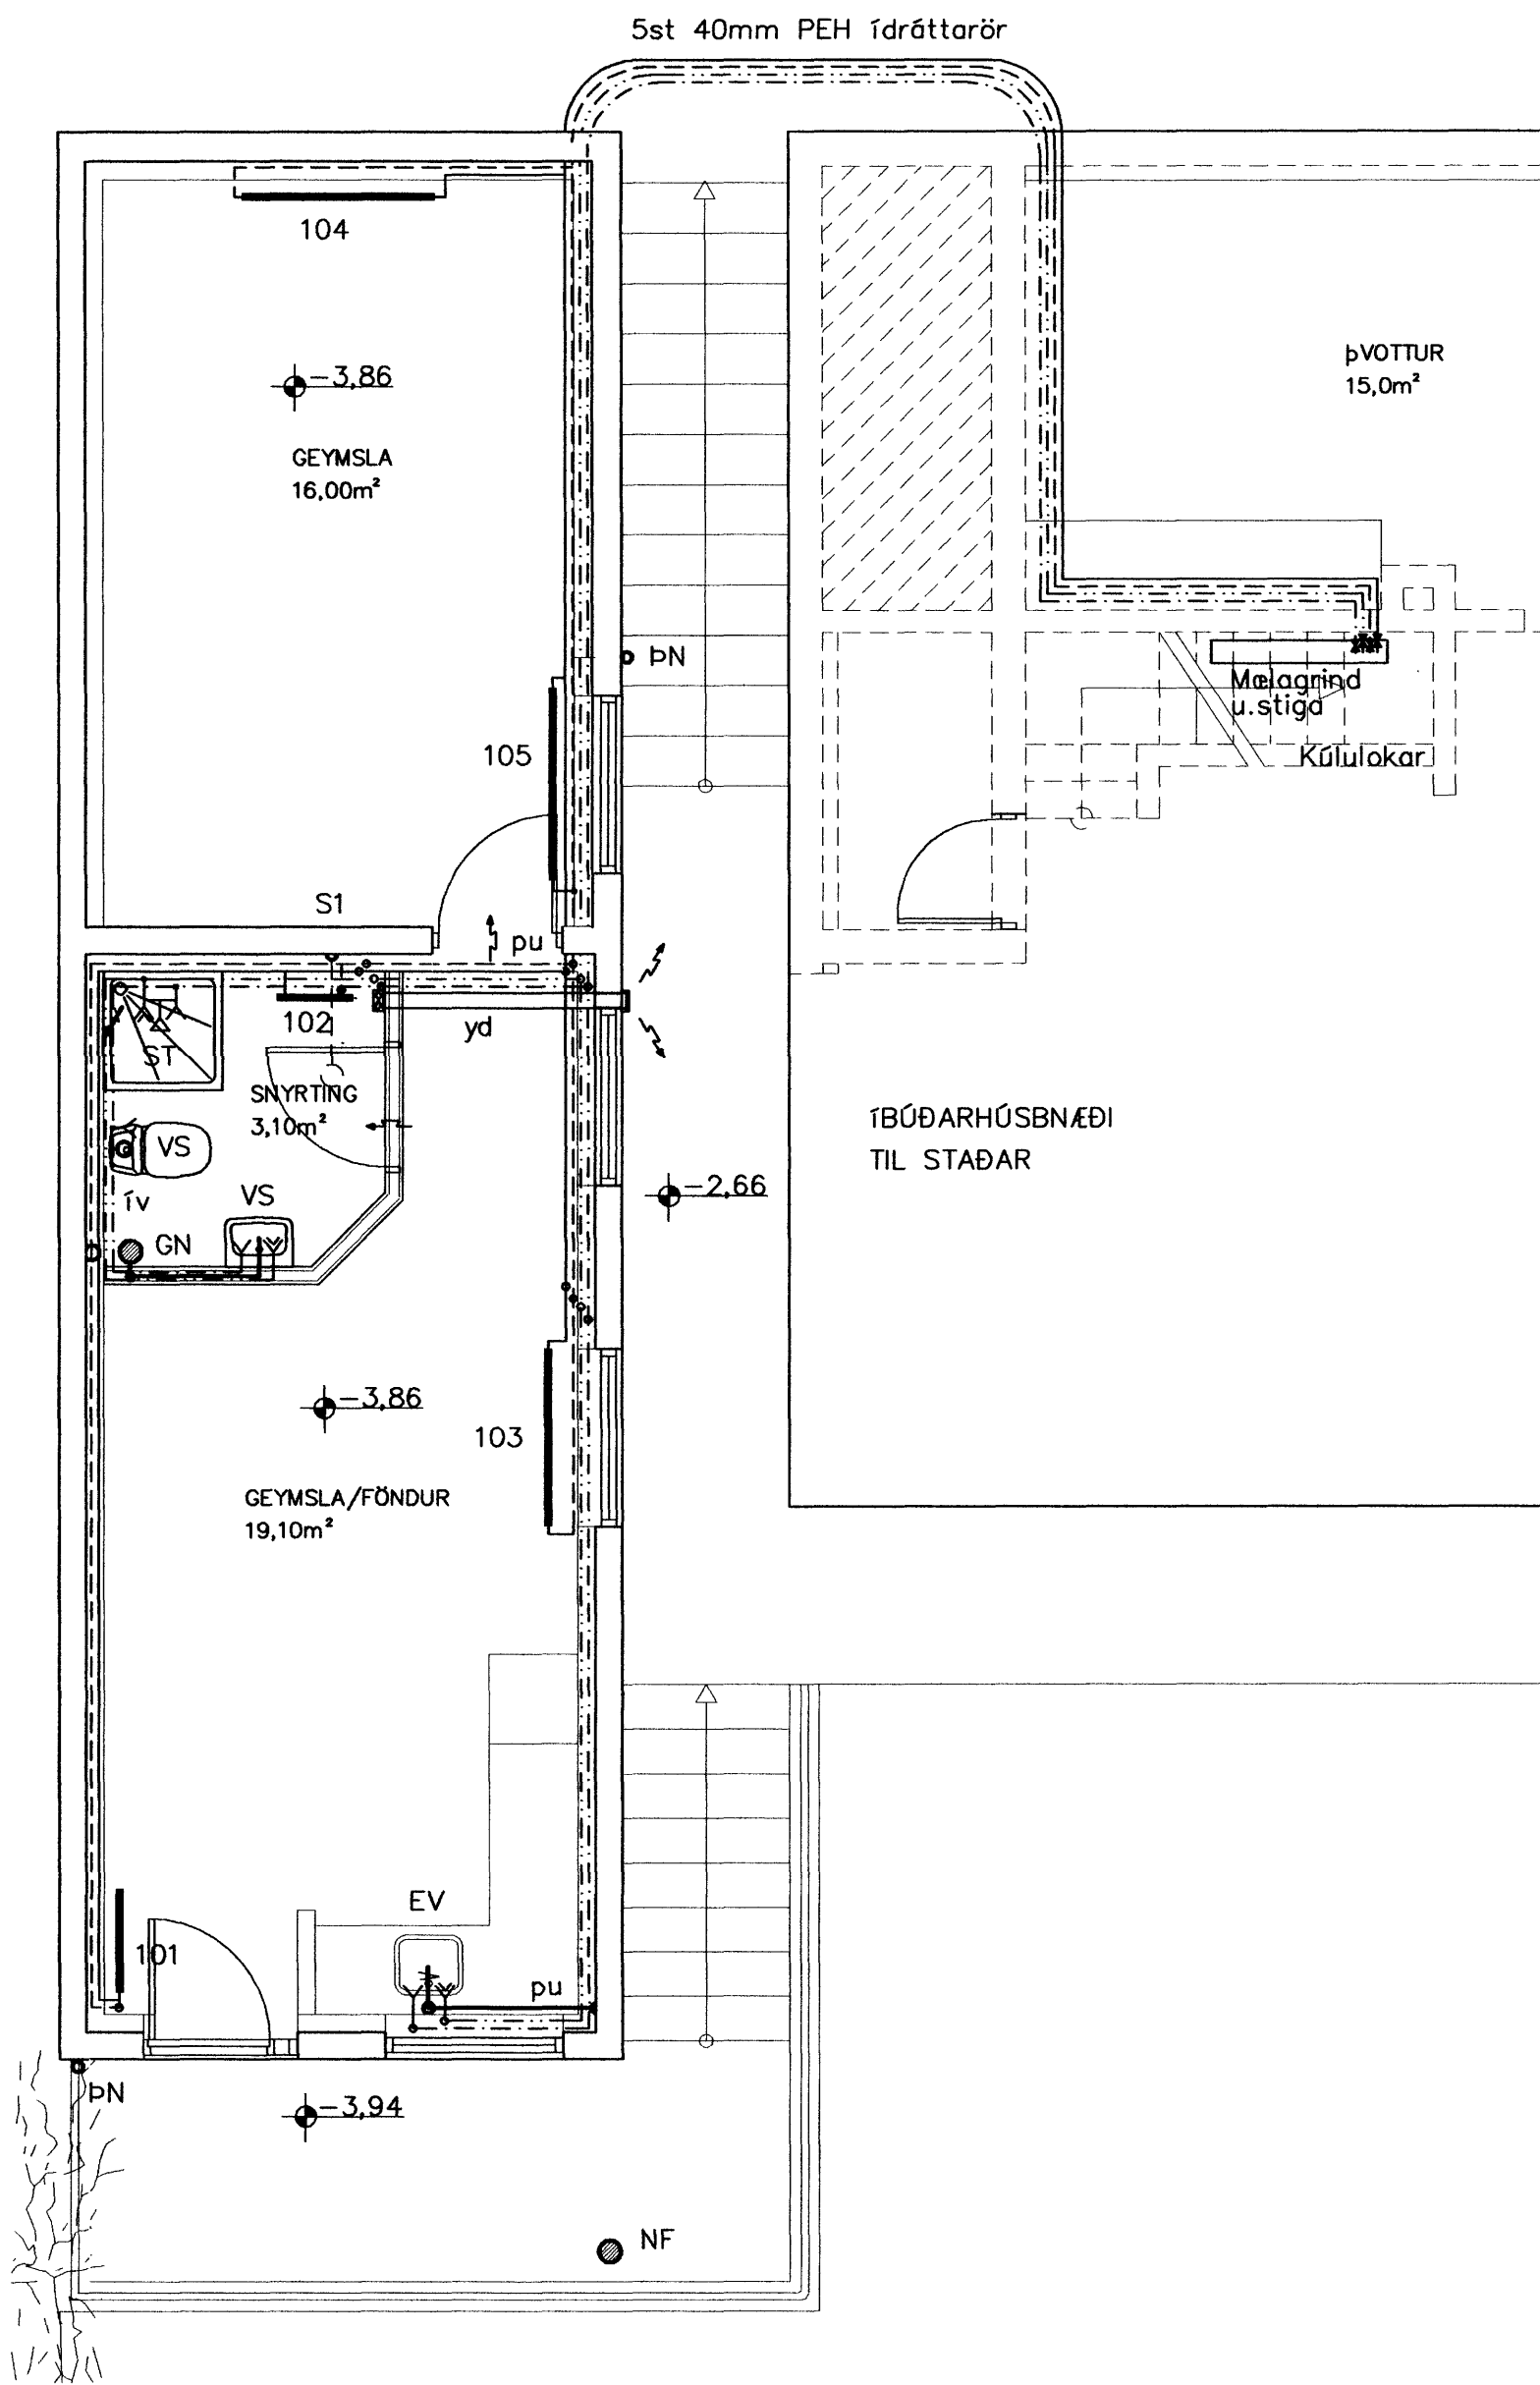 5st 40mm PEH ídráttarör
104
-3,86
GEYMSLA
16,00m²
ÞVOTTUR
15,0m²
ÞN
Mælagrind
u.stiga
Kúlulokar
105
S1
pu
102
yd
ST
SNYRTING
3,10m²
VS
ív
VS
GN
ÍBÚÐARHÚSBNÆÐI
TIL STAÐAR
-2,66
-3,86
103
GEYMSLA/FÖNDUR
19,10m²
EV
101
pu
ÞN
-3,94
NF